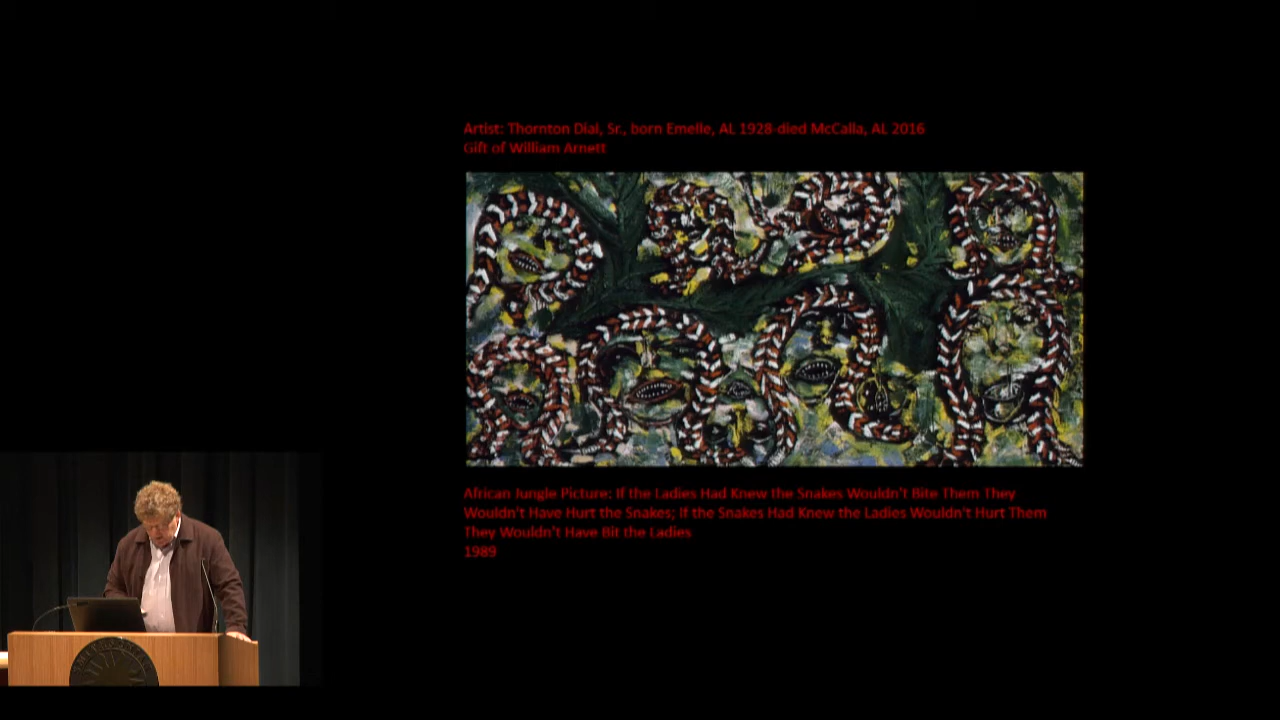 Artist: Thornton Dial, Sr., born Emelle, AL 1928-died McCalla, AL 2016
Gift of William Arnett
African Jungle Picture: If the Ladies Had Knew the Snakes Wouldn't Bite Them They
Wouldn't Have Hurt the Snakes; If the Snakes Had Knew the Ladies Wouldn't Hurt Them
They Wouldn't Have Bit the Ladies
1989